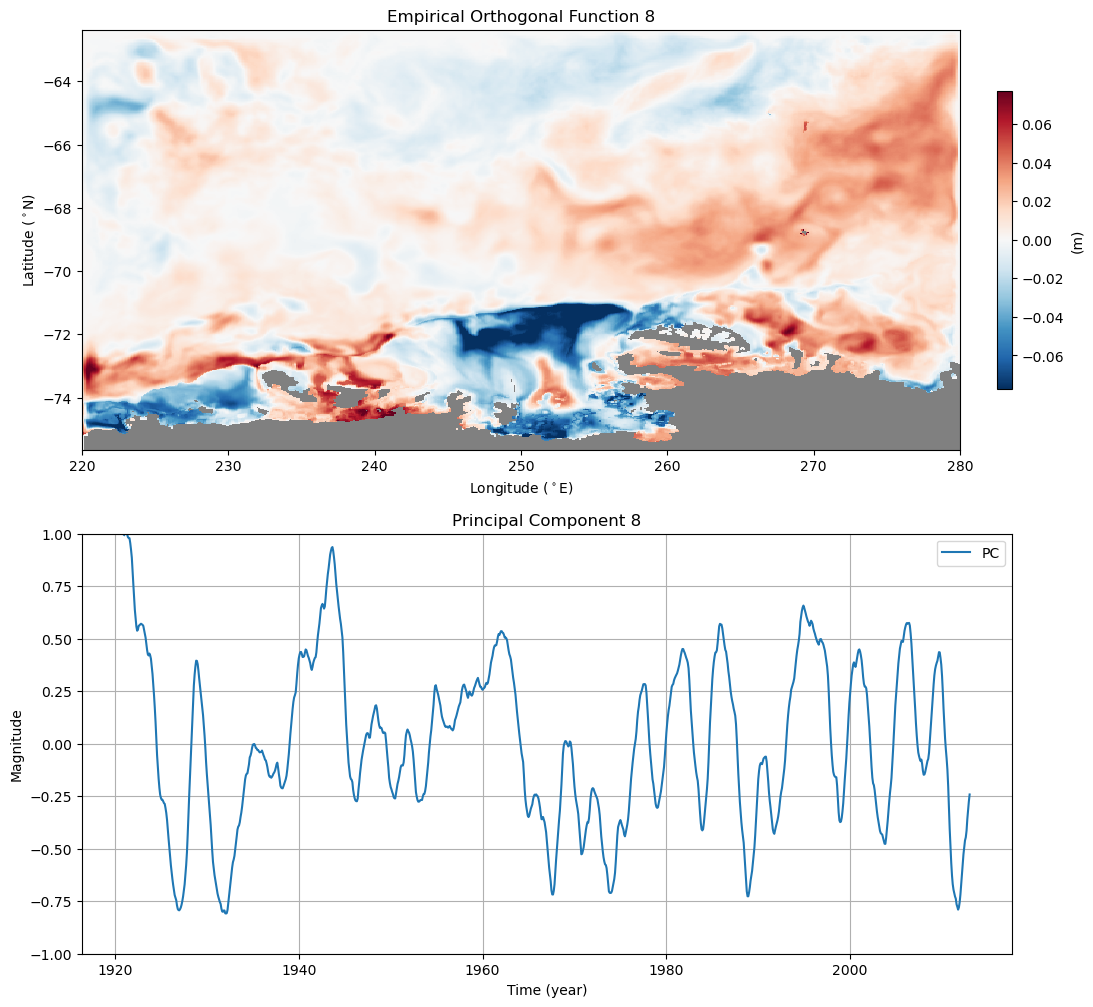 Empirical Orthogonal Function 8
−64
−66
−68
−70
−72
−74
Latitude (°N)
220 230 240 250 260 270 280
Longitude (°E)
0.06
0.04
0.02
0.00
−0.02
−0.04
−0.06
(m)
Principal Component 8
1.00
0.75
0.50
0.25
0.00
−0.25
−0.50
−0.75
−1.00
Magnitude
PC
1920 1940 1960 1980 2000
Time (year)